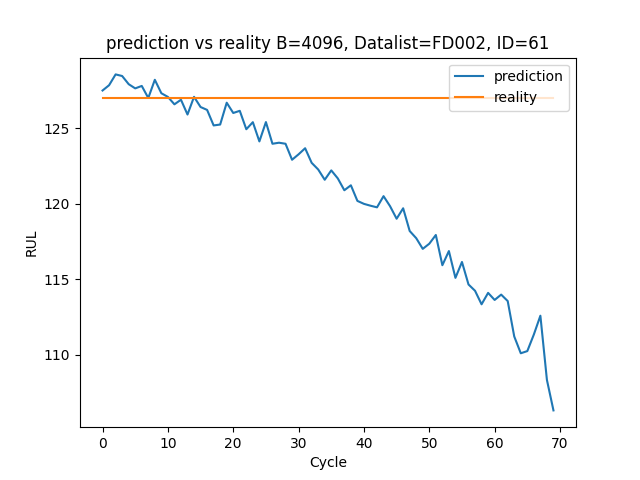 prediction vs reality B=4096, Datalist=FD002, ID=61
prediction
reality
125
120
115
110
RUL
0 10 20 30 40 50 60 70
Cycle